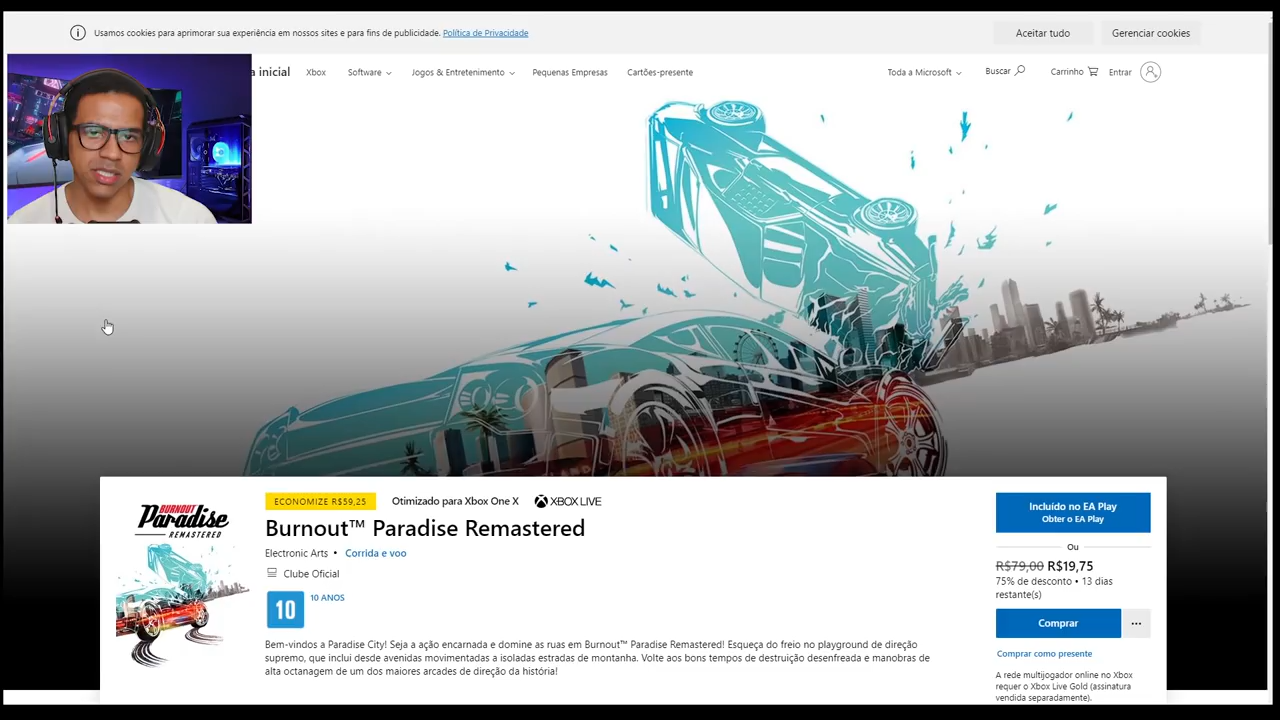 Usamos cookies para aprimorar sua experiência em nossos sites e para fins de publicidade. Política de Privacidade
Aceitar tudo
Gerenciar cookies
inicial
Xbox
Software
Jogos & Entretenimento
Pequenas Empresas
Cartões-presente
Toda a Microsoft
Buscar
Carrinho
Entrar
BURNOUT
Paradise
REMASTERED
ECONOMIZE R$59,25
Otimizado para Xbox One X
XBOX LIVE
Burnout™ Paradise Remastered
Electronic Arts • Corrida e voo
Clube Oficial
10
10 ANOS
Bem-vindos a Paradise City! Seja a ação encarnada e domine as ruas em Burnout™ Paradise Remastered! Esqueça do freio no playground de direção
supremo, que inclui desde avenidas movimentadas a isoladas estradas de montanha. Volte aos bons tempos de destruição desenfreada e manobras de
alta octanagem de um dos maiores arcades de direção da história!
Incluído no EA Play
Obter o EA Play
Ou
R$79,00 R$19,75
75% de desconto • 13 dias
restante(s)
Comprar
Comprar como presente
A rede multijogador online no Xbox
requer o Xbox Live Gold (assinatura
vendida separadamente).